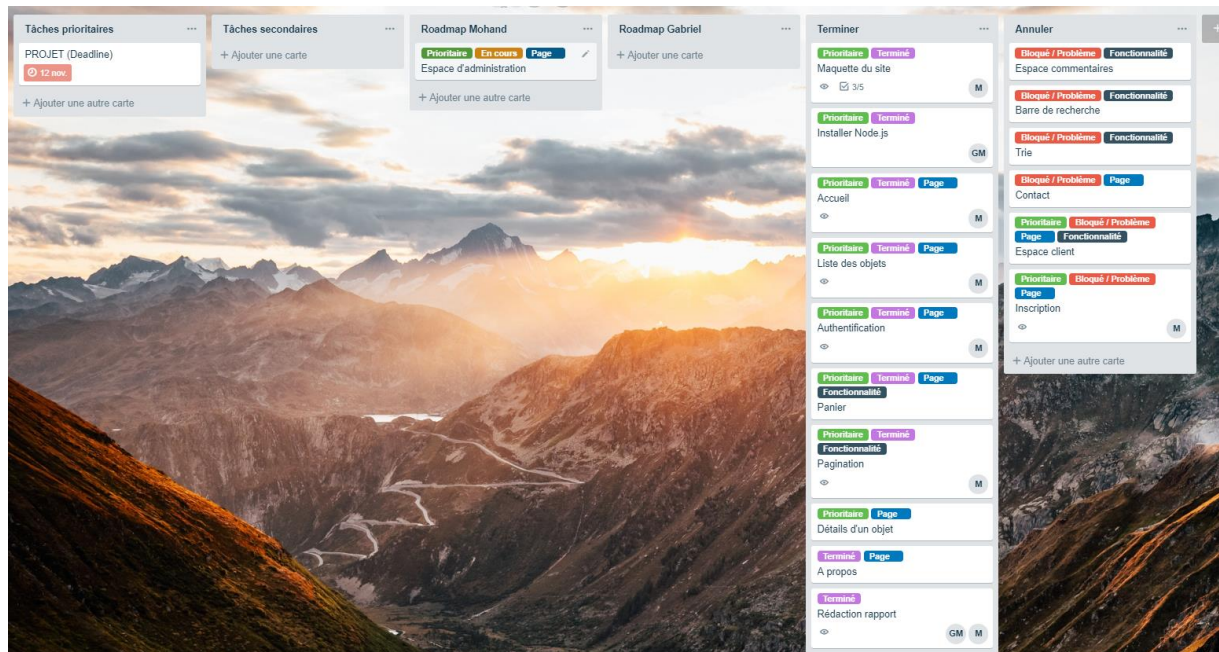 Tâches prioritaires
PROJET (Deadline)
12 nov.
+ Ajouter une autre carte
Tâches secondaires
+ Ajouter une carte
Roadmap Mohand
Prioritaire En cours Page
Espace d'administration
+ Ajouter une autre carte
Roadmap Gabriel
+ Ajouter une carte
Terminer
Prioritaire Terminé
Maquette du site
3/5
M
Prioritaire Terminé
Installer Node.js
GM
Prioritaire Terminé Page
Accueil
M
Prioritaire Terminé Page
Liste des objets
M
Prioritaire Terminé Page
Authentification
M
Prioritaire Terminé Page
Fonctionnalité
Panier
Prioritaire Terminé
Fonctionnalité
Pagination
M
Prioritaire Page
Détails d'un objet
Terminé Page
A propos
Terminé
Rédaction rapport
GM M
Annuler
Bloqué / Problème Fonctionnalité
Espace commentaires
Bloqué / Problème Fonctionnalité
Barre de recherche
Bloqué / Problème Fonctionnalité
Trie
Bloqué / Problème Page
Contact
Prioritaire Bloqué / Problème
Page Fonctionnalité
Espace client
Prioritaire Bloqué / Problème
Page
Inscription
M
+ Ajouter une autre carte